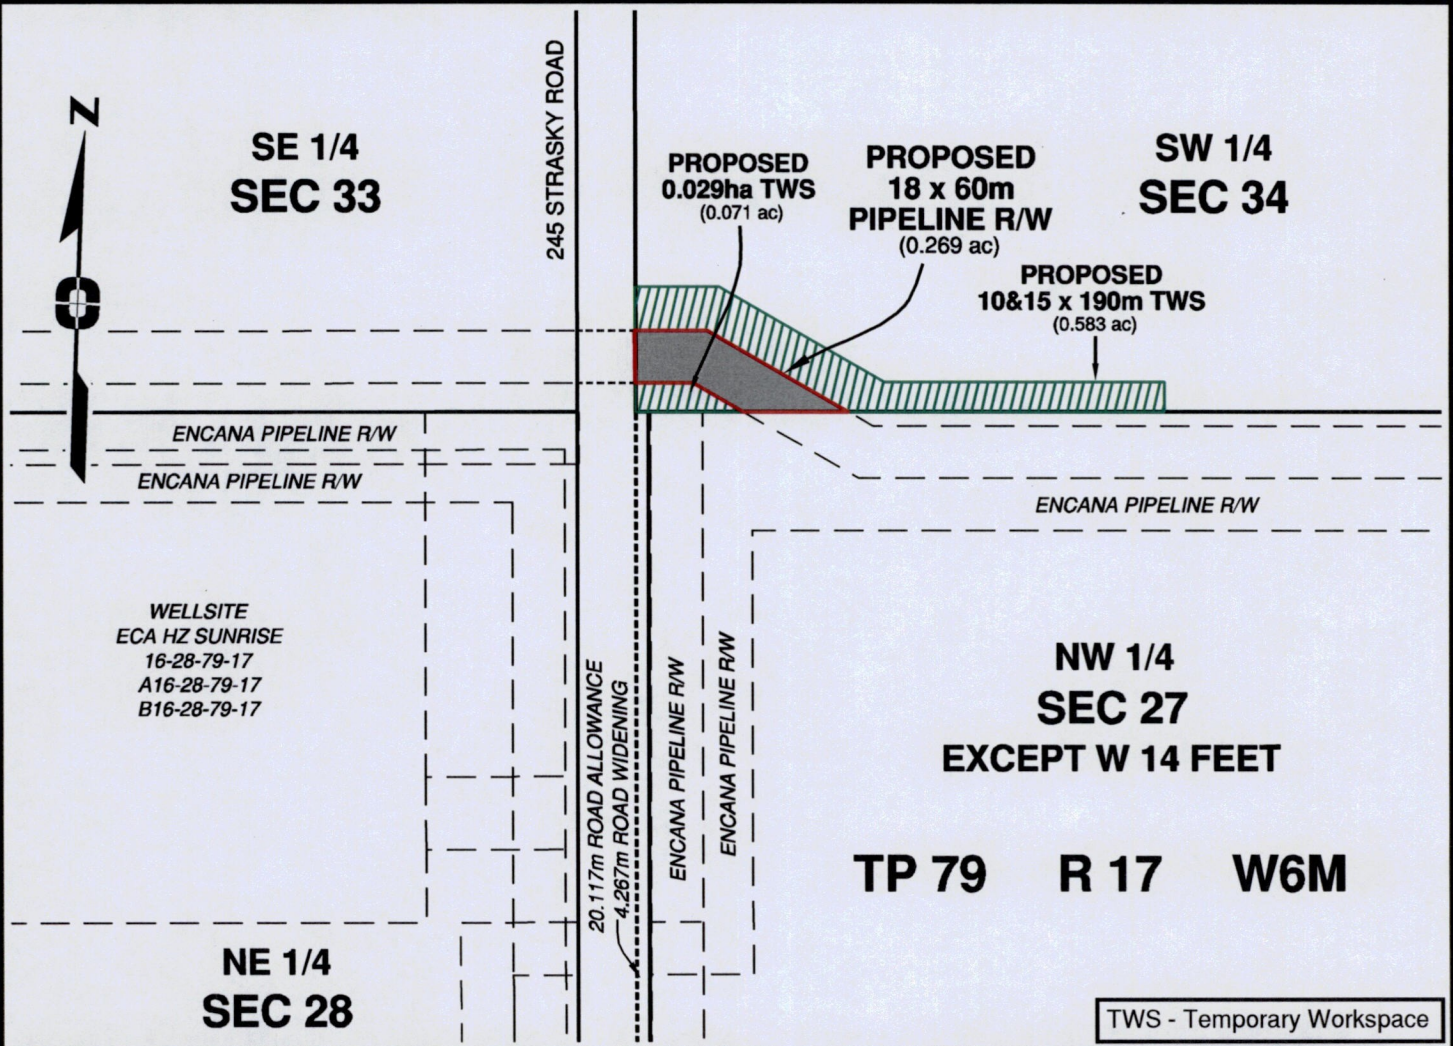 N
SE 1/4
SEC 33
245 STRASKY ROAD
PROPOSED
0.029ha TWS
(0.071 ac)
PROPOSED
18 x 60m
PIPELINE R/W
(0.269 ac)
SW 1/4
SEC 34
PROPOSED
10&15 x 190m TWS
(0.583 ac)
ENCANA PIPELINE R/W
ENCANA PIPELINE R/W
ENCANA PIPELINE R/W
WELLSITE
ECA HZ SUNRISE
16-28-79-17
A16-28-79-17
B16-28-79-17
20.117m ROAD ALLOWANCE
4.267m ROAD WIDENING
ENCANA PIPELINE R/W
ENCANA PIPELINE R/W
NW 1/4
SEC 27
EXCEPT W 14 FEET
TP 79 R 17 W6M
NE 1/4
SEC 28
TWS - Temporary Workspace